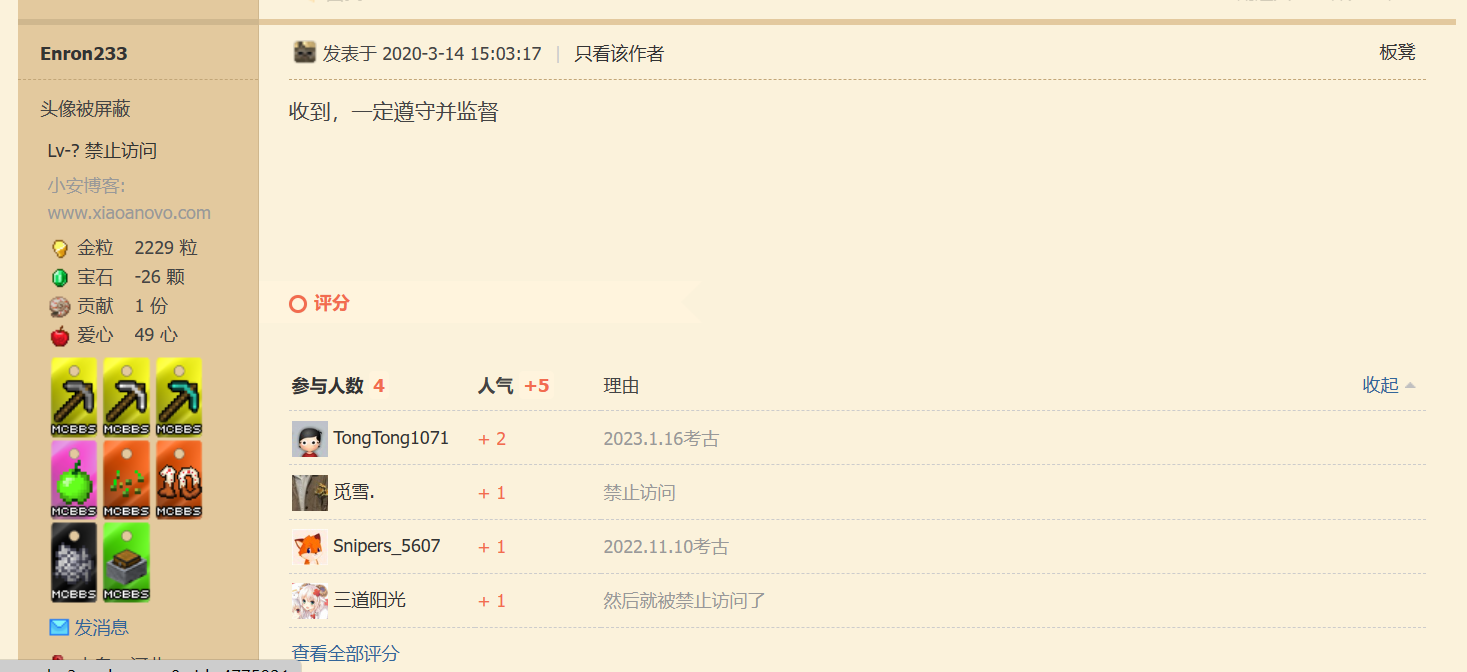 Enron233
发表于 2020-3-14 15:03:17 | 只看该作者
板凳
头像被屏蔽
收到，一定遵守并监督
Lv-? 禁止访问
小安博客:
www.xiaoanovo.com
金粒 2229 粒
宝石 -26 颗
贡献 1 份
爱心 49 心
MCBBS MCBBS MCBBS
MCBBS MCBBS MCBBS
10
MCBBS MCBBS
发消息
评分
参与人数 4 人气 +5 理由 收起
TongTong1071 + 2 2023.1.16考古
觅雪. + 1 禁止访问
Snipers_5607 + 1 2022.11.10考古
三道阳光 + 1 然后就被禁止访问了
查看全部评分